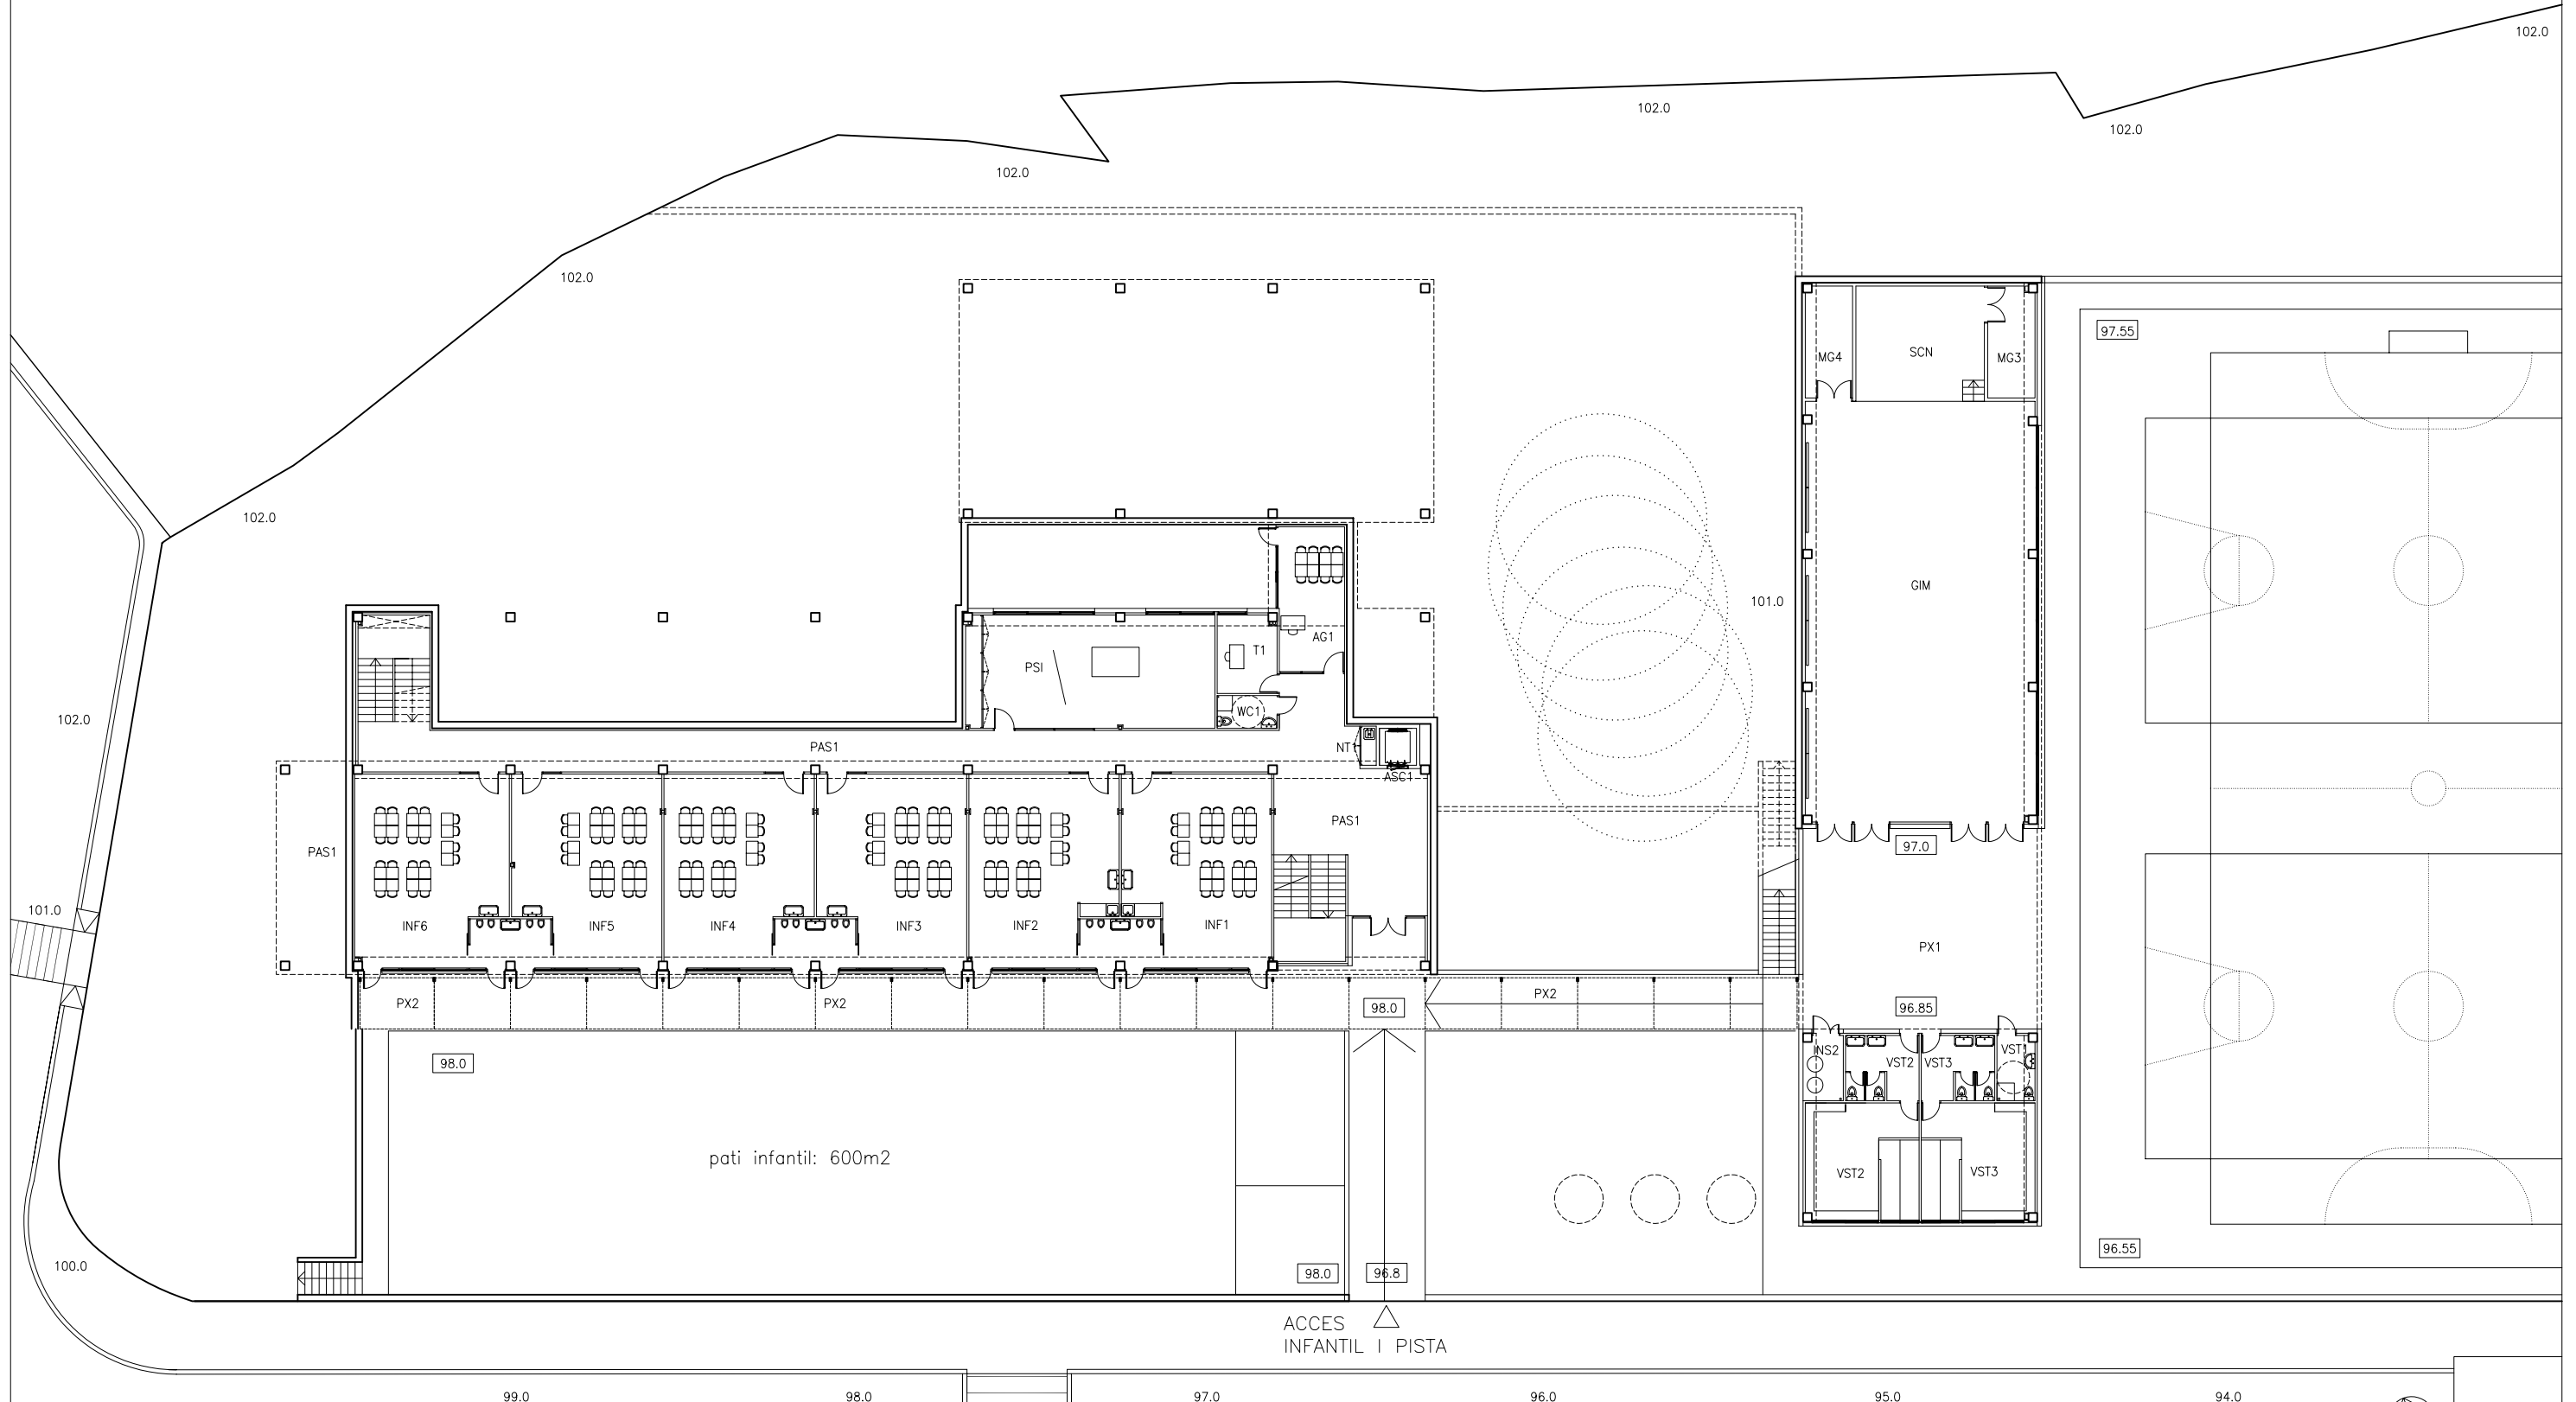 102.0
102.0
102.0
102.0
102.0
97.55
MG4
SCN
MG3
102.0
GIM
101.0
AG1
T1
PSI
WC1
102.0
PAS1
NT1
ASC1
PAS1
97.0
PAS1
101.0
INF6
INF5
INF4
INF3
INF2
INF1
PX1
PX2
PX2
98.0
PX2
96.85
98.0
INS2
VST2
VST3
VST1
pati infantil: 600m2
VST2
VST3
96.55
100.0
98.0
96.8
ACCES
INFANTIL I PISTA
99.0
98.0
97.0
96.0
95.0
94.0